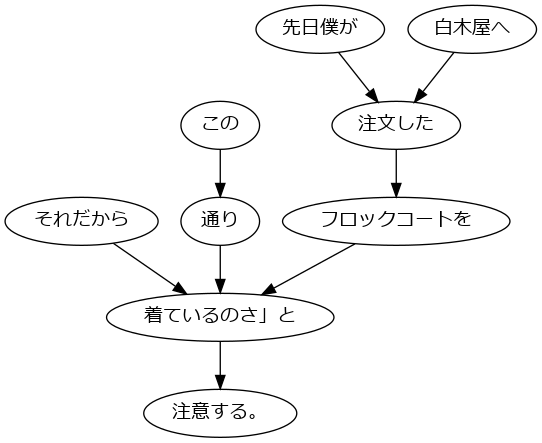 先日僕が
白木屋へ
この
注文した
それだから
通り
フロックコートを
着ているのさ」と
注意する。